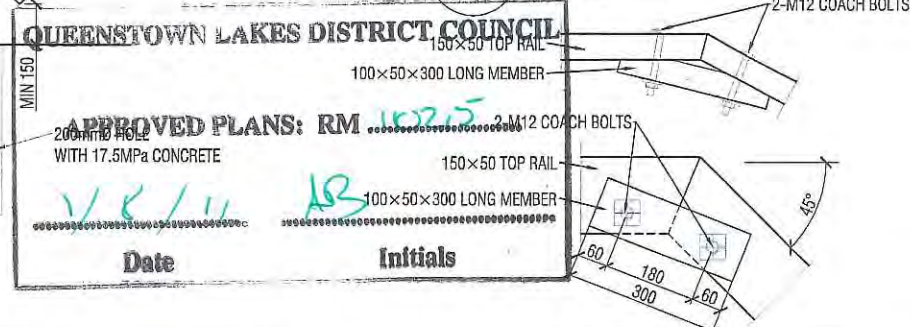 2-M12 COACH BOLTS
QUEENSTOWN LAKES DISTRICT COUNCIL
150×50 TOP RAIL
MIN 150
100×50×300 LONG MEMBER
APPROVED PLANS: RM
2-M12 COACH BOLTS
200mmØ HOLE
WITH 17.5MPa CONCRETE
150×50 TOP RAIL
1/8/11
AB
100×50×300 LONG MEMBER
45°
Date
Initials
60
180
60
300